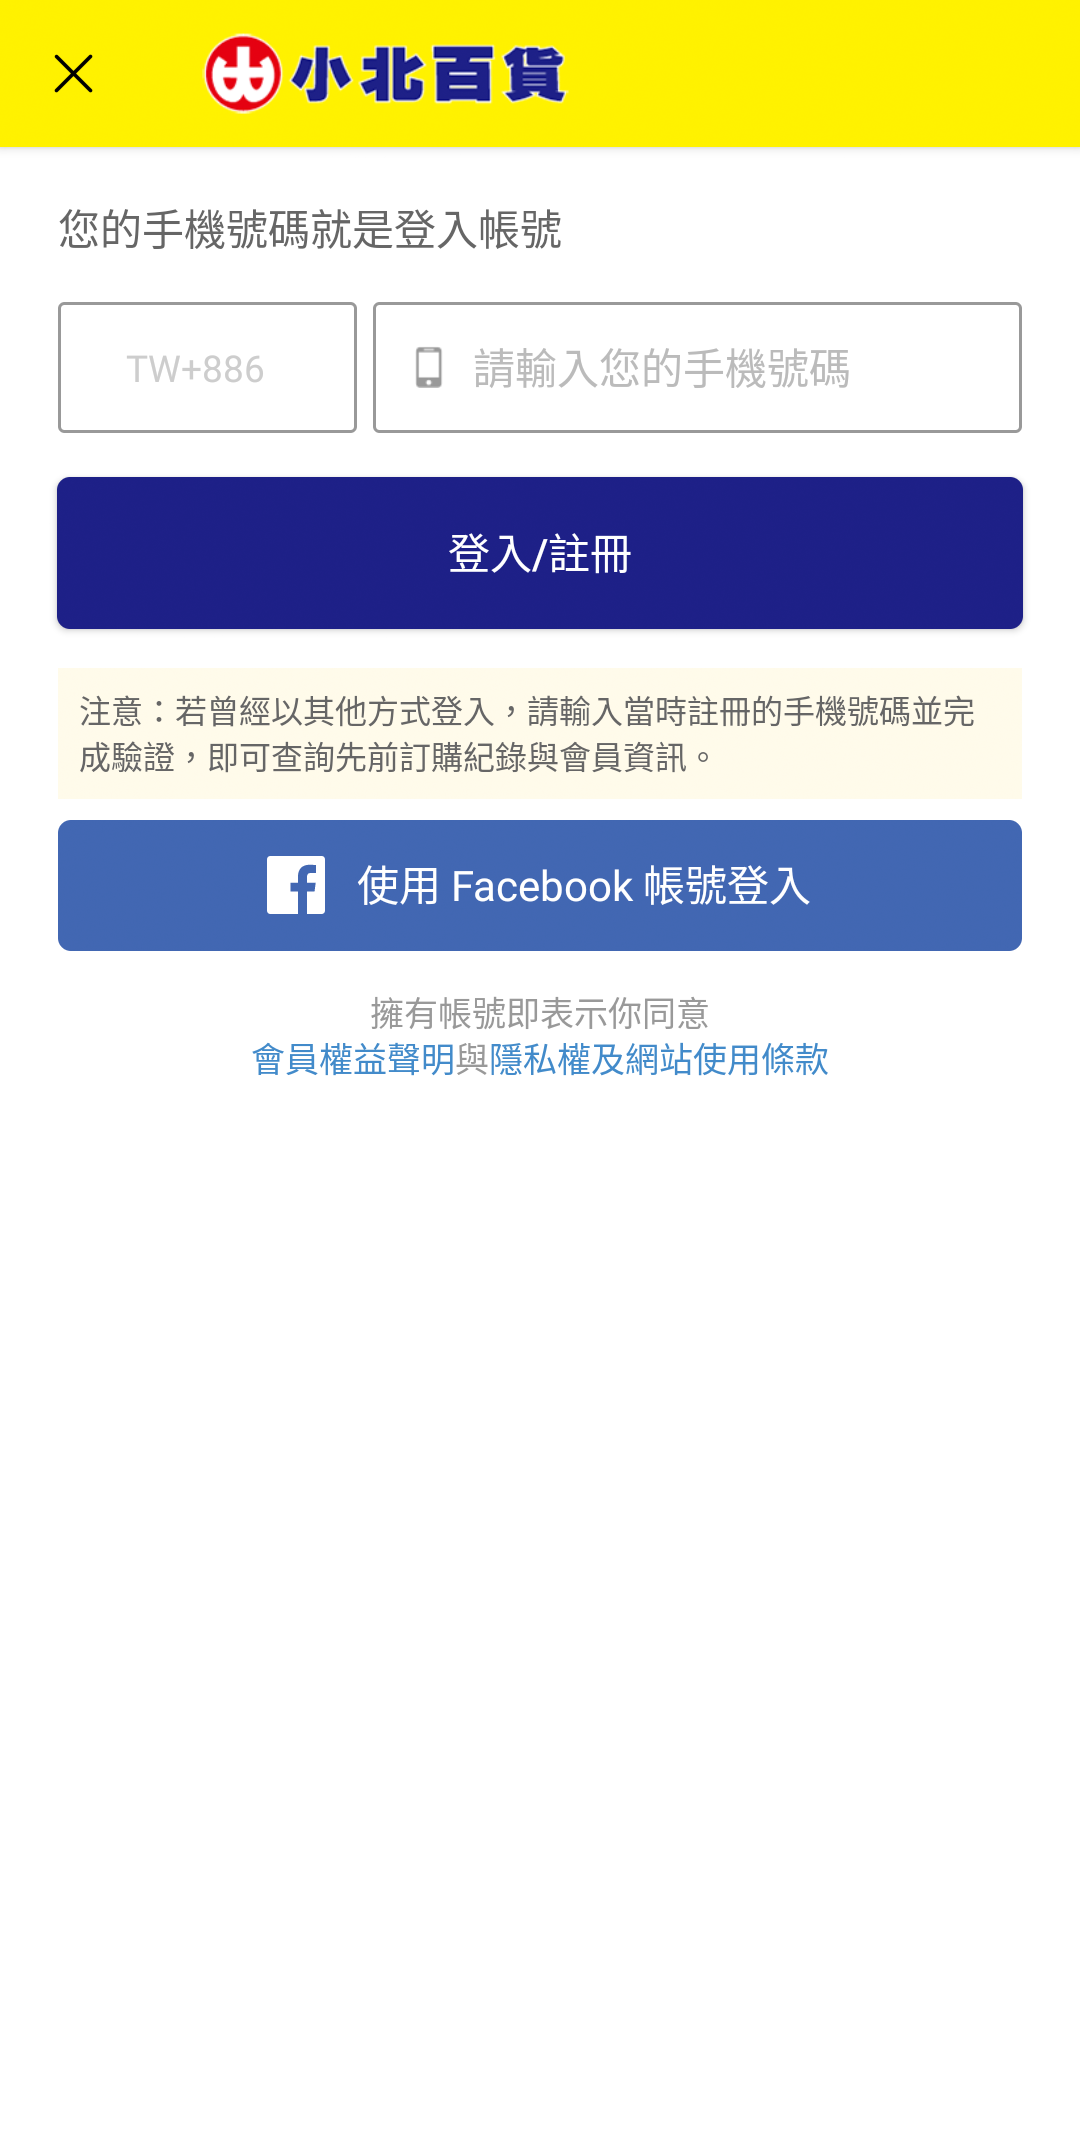 小北百貨
您的手機號碼就是登入帳號
TW+886
請輸入您的手機號碼
登入/註冊
注意：若曾經以其他方式登入，請輸入當時註冊的手機號碼並完
成驗證，即可查詢先前訂購紀錄與會員資訊。
使用 Facebook 帳號登入
擁有帳號即表示你同意
會員權益聲明與隱私權及網站使用條款